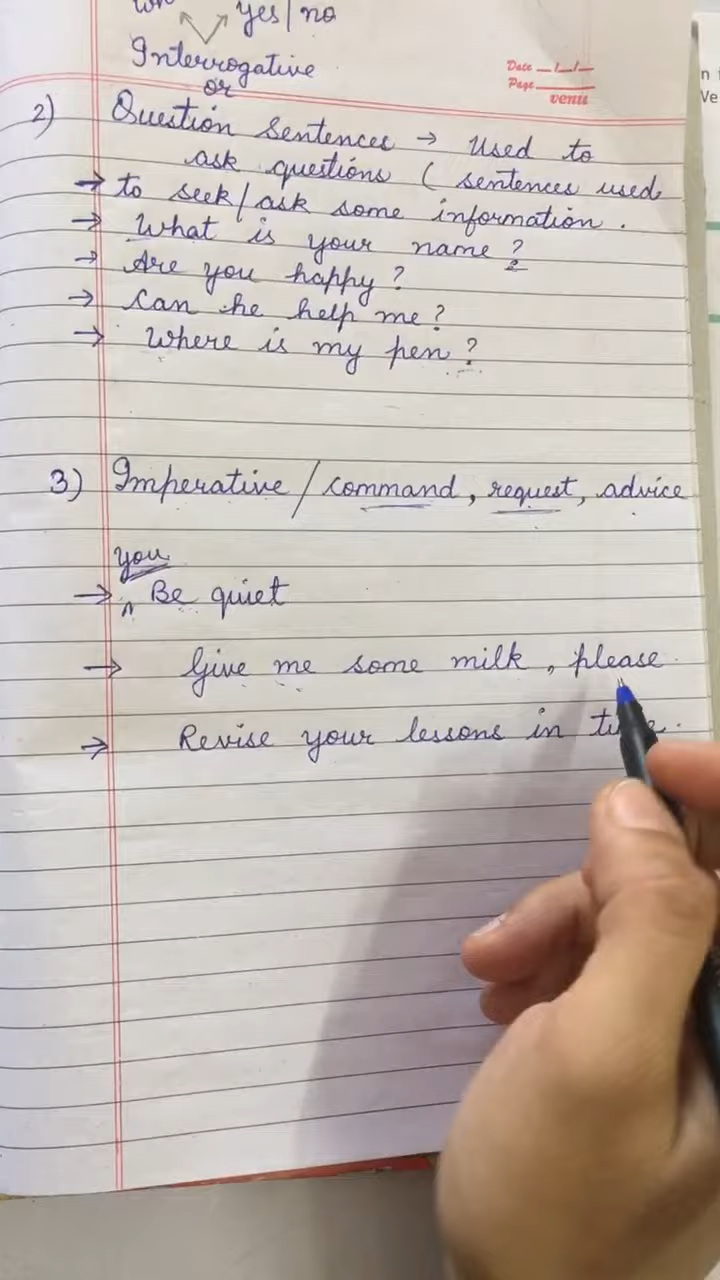 yes/no
Interrogative
or
Date
Page
venus
2) Question Sentences → Used to
ask questions ( sentences used
→ to seek/ask some information.
→ What is your name?
→ Are you happy?
→ Can he help me?
→ Where is my pen?
3) Imperative / command, request, advice
you
→ ^ Be quiet
→ Give me some milk, please.
→ Revise your lessons in